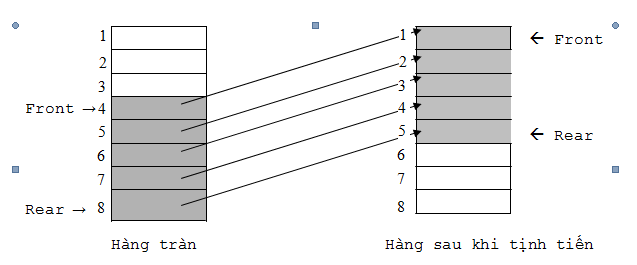 1
2
3
Front → 4
5
6
7
Rear → 8
Hàng tràn
1 ← Front
2
3
4
5 ← Rear
6
7
8
Hàng sau khi tịnh tiến